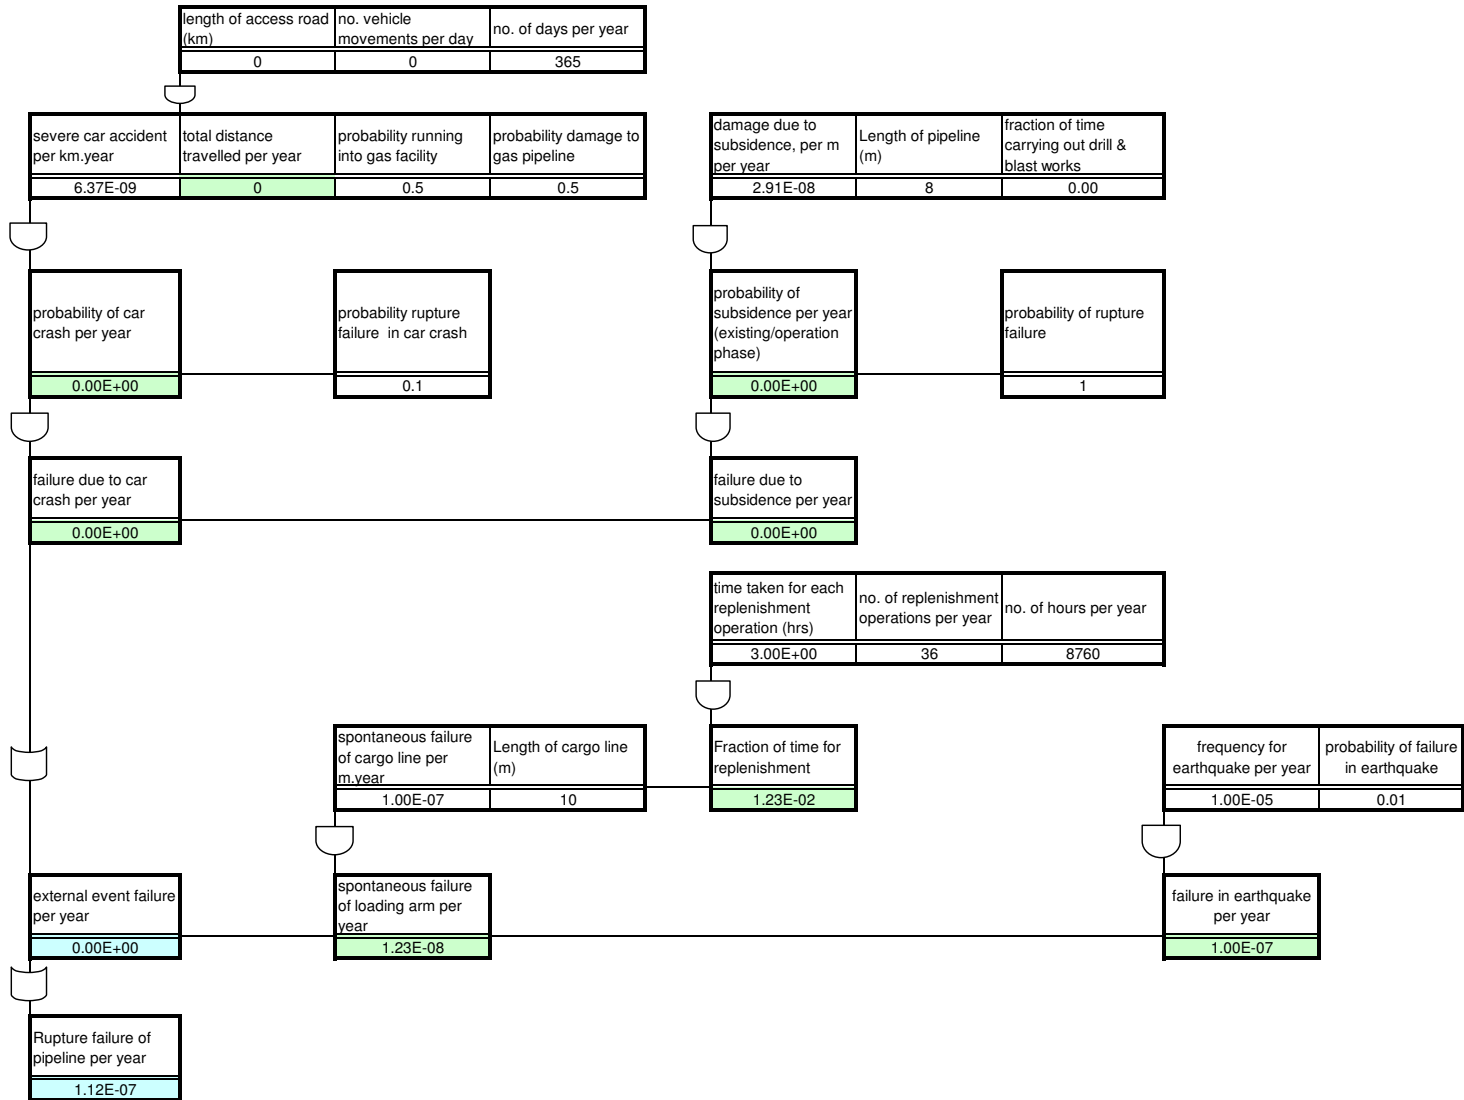 length of access road
(km)
no. vehicle
movements per day
no. of days per year
0
0
365
severe car accident
per km.year
total distance
travelled per year
probability running
into gas facility
probability damage to
gas pipeline
6.37E-09
0
0.5
0.5
damage due to
subsidence, per m
per year
Length of pipeline
(m)
fraction of time
carrying out drill &
blast works
2.91E-08
8
0.00
probability of car
crash per year
0.00E+00
probability rupture
failure  in car crash
0.1
probability of
subsidence per year
(existing/operation
phase)
0.00E+00
probability of rupture
failure
1
failure due to car
crash per year
0.00E+00
failure due to
subsidence per year
0.00E+00
time taken for each
replenishment
operation (hrs)
no. of replenishment
operations per year
no. of hours per year
3.00E+00
36
8760
spontaneous failure
of cargo line per
m.year
Length of cargo line
(m)
1.00E-07
10
Fraction of time for
replenishment
1.23E-02
frequency for
earthquake per year
probability of failure
in earthquake
1.00E-05
0.01
external event failure
per year
0.00E+00
spontaneous failure
of loading arm per
year
1.23E-08
failure in earthquake
per year
1.00E-07
Rupture failure of
pipeline per year
1.12E-07